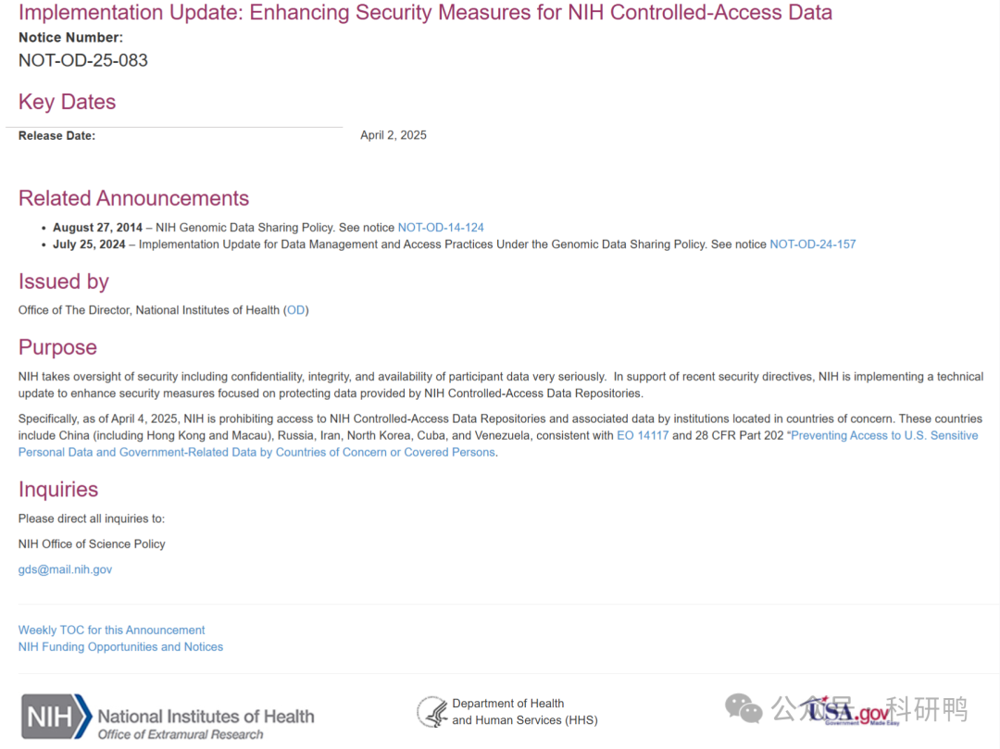 Implementation Update: Enhancing Security Measures for NIH Controlled-Access Data
Notice Number:
NOT-OD-25-083
Key Dates
Release Date: April 2, 2025
Related Announcements
• August 27, 2014 – NIH Genomic Data Sharing Policy. See notice NOT-OD-14-124
• July 25, 2024 – Implementation Update for Data Management and Access Practices Under the Genomic Data Sharing Policy. See notice NOT-OD-24-157
Issued by
Office of The Director, National Institutes of Health (OD)
Purpose
NIH takes oversight of security including confidentiality, integrity, and availability of participant data very seriously. In support of recent security directives, NIH is implementing a technical
update to enhance security measures focused on protecting data provided by NIH Controlled-Access Data Repositories.
Specifically, as of April 4, 2025, NIH is prohibiting access to NIH Controlled-Access Data Repositories and associated data by institutions located in countries of concern. These countries
include China (including Hong Kong and Macau), Russia, Iran, North Korea, Cuba, and Venezuela, consistent with EO 14117 and 28 CFR Part 202 “Preventing Access to U.S. Sensitive
Personal Data and Government-Related Data by Countries of Concern or Covered Persons.
Inquiries
Please direct all inquiries to:
NIH Office of Science Policy
gds@mail.nih.gov
Weekly TOC for this Announcement
NIH Funding Opportunities and Notices
NIH National Institutes of Health
Office of Extramural Research
Department of Health
and Human Services (HHS)
USA.gov
Government Made Easy
公众号 科研鸭